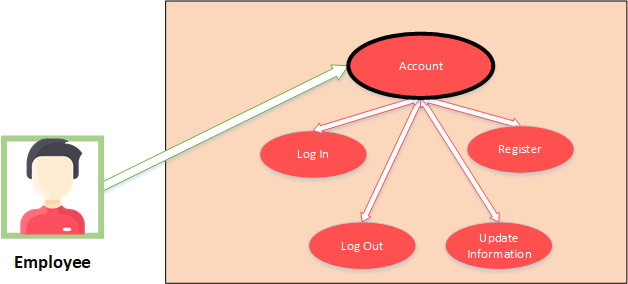 Account
Log In
Register
Log Out
Update
Information
Employee